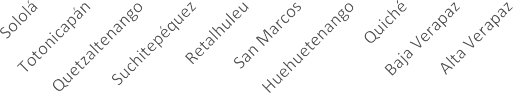 Sololá
Totonicapán
Quetzaltenango
Suchitepéquez
Retalhuleu
San Marcos
Huehuetenango
Quiché
Baja Verapaz
Alta Verapaz